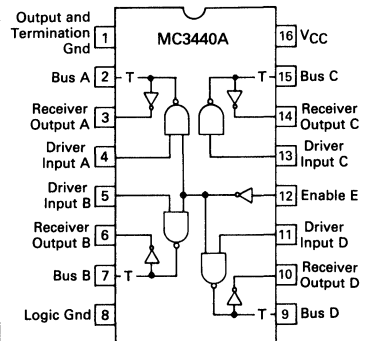 Output and
Termination
Gnd
1
MC3440A
16
VCC
Bus A
2
T
T
15
Bus C
Receiver
Output A
3
14
Receiver
Output C
Driver
Input A
4
13
Driver
Input C
Driver
Input B
5
12
Enable E
Receiver
Output B
6
11
Driver
Input D
Bus B
7
T
10
Receiver
Output D
Logic Gnd
8
T
9
Bus D